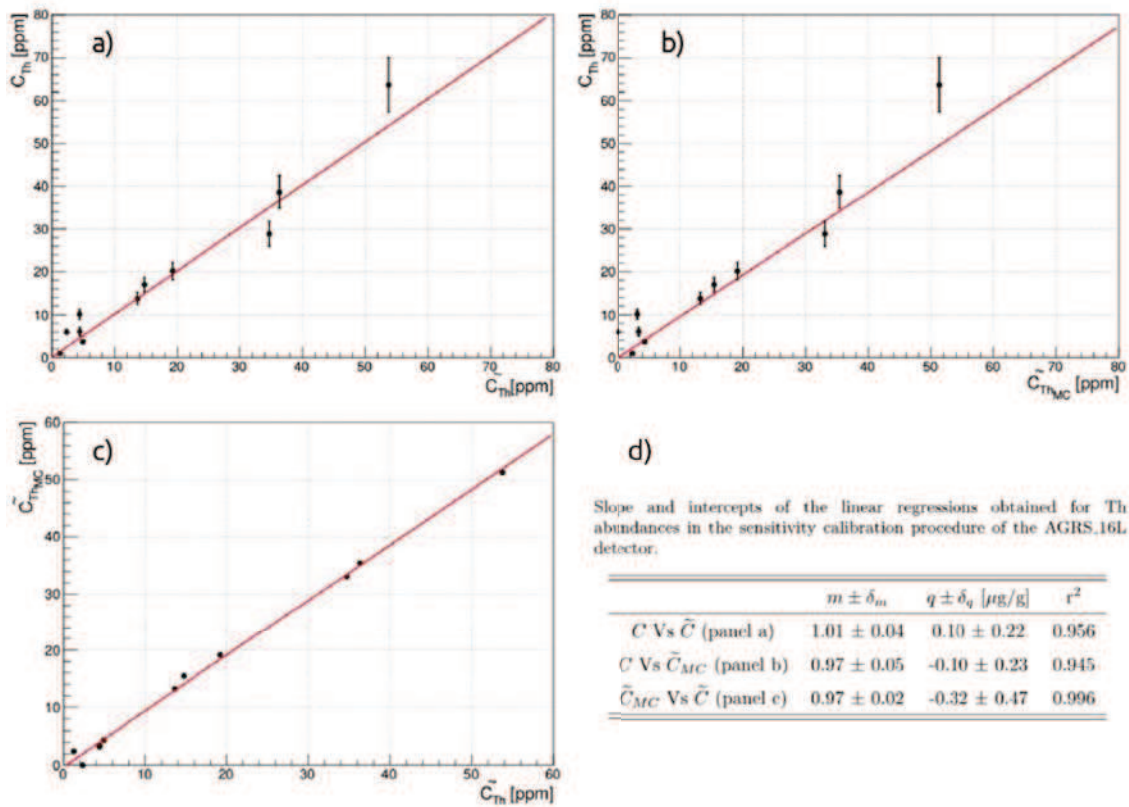 a)
C_Th [ppm]
80
70
60
50
40
30
20
10
0
0 10 20 30 40 50 60 70 80
C̃_Th [ppm]
b)
C_Th [ppm]
80
70
60
50
40
30
20
10
0
0 10 20 30 40 50 60 70 80
C̃_Th_MC [ppm]
c)
C̃_Th_MC [ppm]
60
50
40
30
20
10
0
0 10 20 30 40 50 60
C̃_Th [ppm]
d)
Slope and intercepts of the linear regressions obtained for Th
abundances in the sensitivity calibration procedure of the AGRS_16L
detector.
m ± δ_m q ± δ_q [μg/g] r²
C Vs C̃ (panel a) 1.01 ± 0.04 0.10 ± 0.22 0.956
C Vs C̃_MC (panel b) 0.97 ± 0.05 -0.10 ± 0.23 0.945
C̃_MC Vs C̃ (panel c) 0.97 ± 0.02 -0.32 ± 0.47 0.996